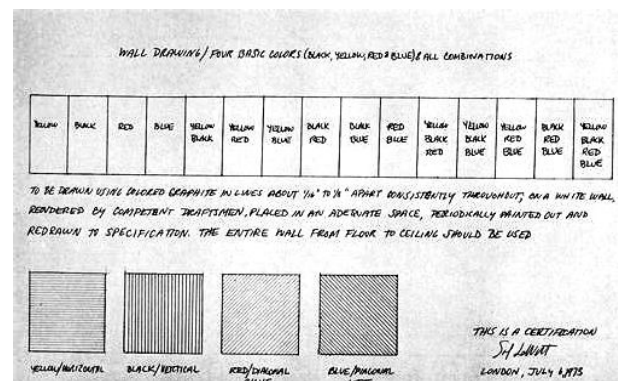 WALL DRAWING/ FOUR BASIC COLORS (BLACK, YELLOW, RED & BLUE) & ALL COMBINATIONS
YELLOW BLACK RED BLUE YELLOW BLACK YELLOW RED YELLOW BLUE BLACK RED BLACK BLUE RED BLUE YELLOW BLACK RED YELLOW BLACK BLUE YELLOW RED BLUE BLACK RED BLUE YELLOW BLACK RED BLUE
TO BE DRAWN USING COLORED GRAPHITE IN LINES ABOUT 1/16" TO 1/8" APART CONSISTENTLY THROUGHOUT, ON A WHITE WALL,
RENDERED BY COMPETENT DRAFTSMEN, PLACED IN AN ADEQUATE SPACE, PERIODICALLY PAINTED OUT AND
REDRAWN TO SPECIFICATION. THE ENTIRE WALL FROM FLOOR TO CEILING SHOULD BE USED
YELLOW/HORIZONTAL BLACK/VERTICAL RED/DIAGONAL BLUE/DIAGONAL
THIS IS A CERTIFICATION
Sol LeWitt
LONDON, JULY 6, 1973